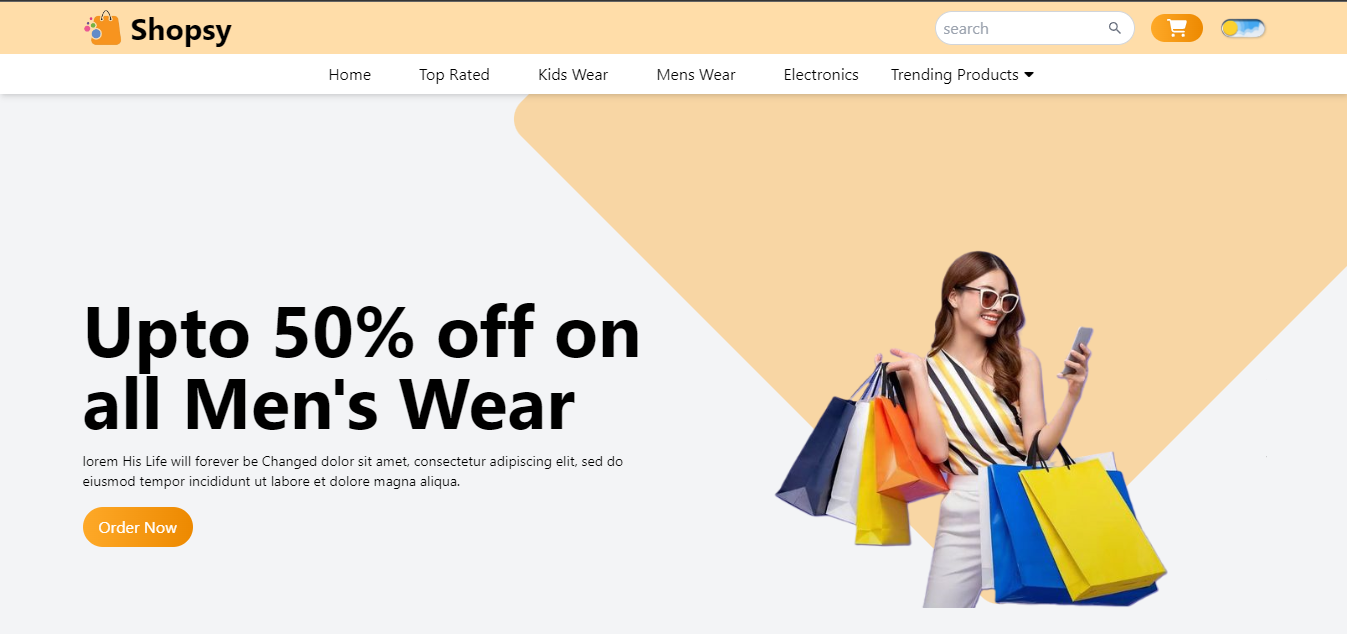 Shopsy
search
Home Top Rated Kids Wear Mens Wear Electronics Trending Products
Upto 50% off on
all Men's Wear
lorem His Life will forever be Changed dolor sit amet, consectetur adipiscing elit, sed do
eiusmod tempor incididunt ut labore et dolore magna aliqua.
Order Now